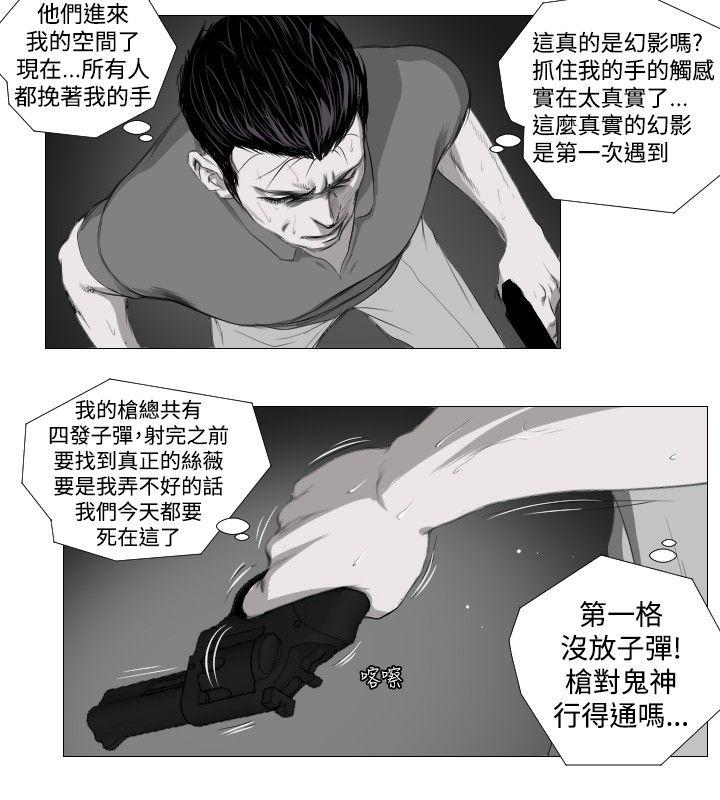 他們進來
我的空間了
現在...所有人
都挽著我的手
這真的是幻影嗎?
抓住我的手的觸感
實在太真實了...
這麼真實的幻影
是第一次遇到
我的槍總共有
四發子彈,射完之前
要找到真正的絲薇
要是我弄不好的話
我們今天都要
死在這了
喀嚓
第一格
沒放子彈!
槍對鬼神
行得通嗎...